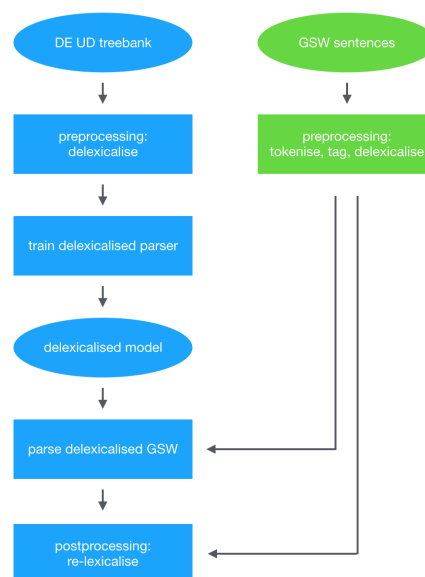 DE UD treebank
GSW sentences
preprocessing:
delexicalise
preprocessing:
tokenise, tag, delexicalise
train delexicalised parser
delexicalised model
parse delexicalised GSW
postprocessing:
re-lexicalise